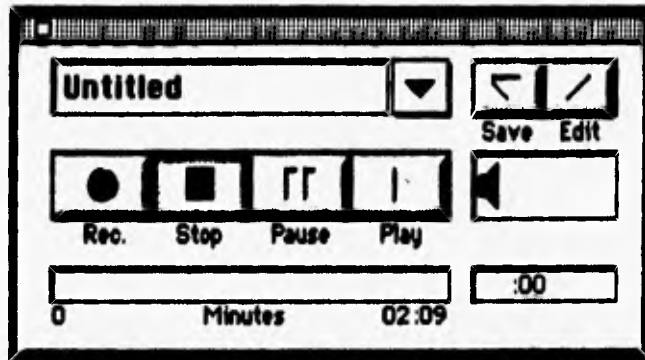 Untitled
Save Edit
Rec. Stop Pause Play
:00
0 Minutes 02:09